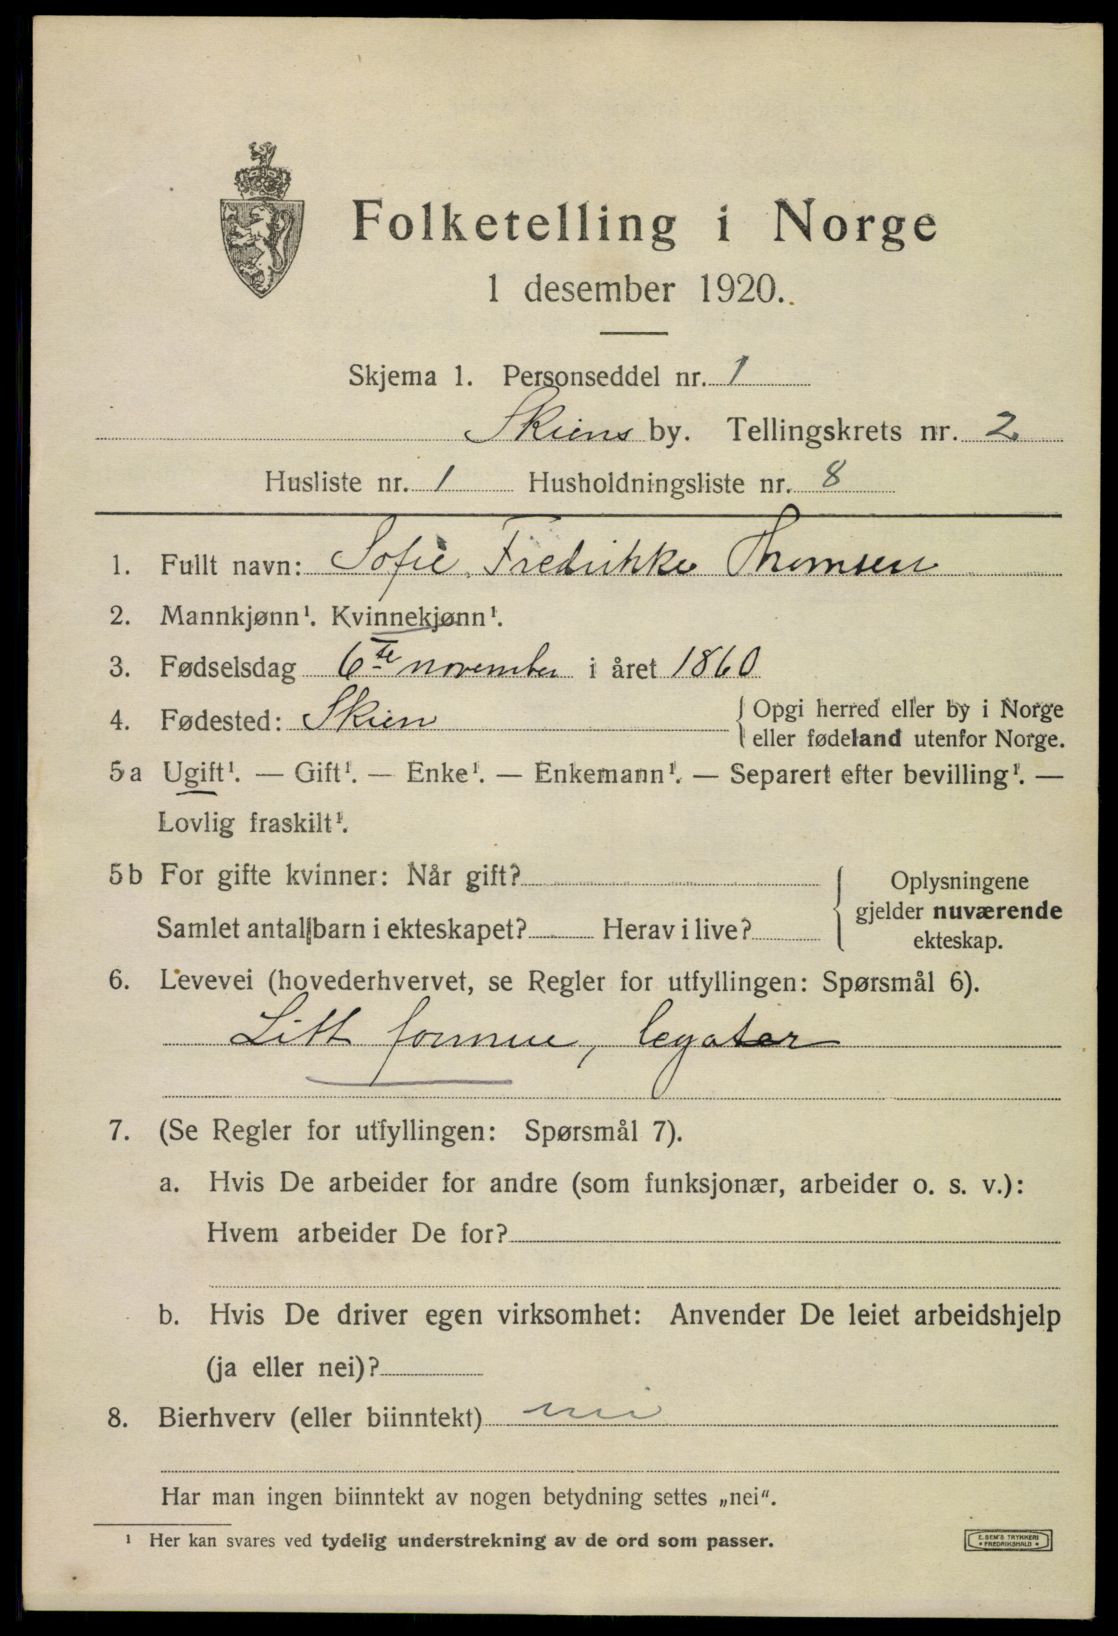 Folketelling i Norge
1 desember 1920.
Skjema 1. Personseddel nr. 1
Skiens by. Tellingskrets nr. 2
Husliste nr. 1 Husholdningsliste nr. 8
1. Fullt navn: Sofie Fredrikke Thomsen
2. Mannkjønn¹. Kvinnekjønn¹.
3. Fødselsdag 6te november i året 1860
4. Fødested: Skien {Opgi herred eller by i Norge
eller fødeland utenfor Norge.
5a Ugift¹. — Gift¹. — Enke¹. — Enkemann¹. — Separert efter bevilling¹. —
Lovlig fraskilt¹.
5b For gifte kvinner: Når gift? { Oplysningene
gjelder nuværende
Samlet antal barn i ekteskapet? Herav i live?
ekteskap.
6. Levevei (hovederhvervet, se Regler for utfyllingen: Spørsmål 6).
Litt formue, legater
7. (Se Regler for utfyllingen: Spørsmål 7).
a. Hvis De arbeider for andre (som funksjonær, arbeider o. s. v.):
Hvem arbeider De for?
b. Hvis De driver egen virksomhet: Anvender De leiet arbeidshjelp
(ja eller nei)?
8. Bierhverv (eller biinntekt) nei
Har man ingen biinntekt av nogen betydning settes „nei".
¹ Her kan svares ved tydelig understrekning av de ord som passer.
E. SEM'S TRYKKERI
• FREDRIKSHALD •